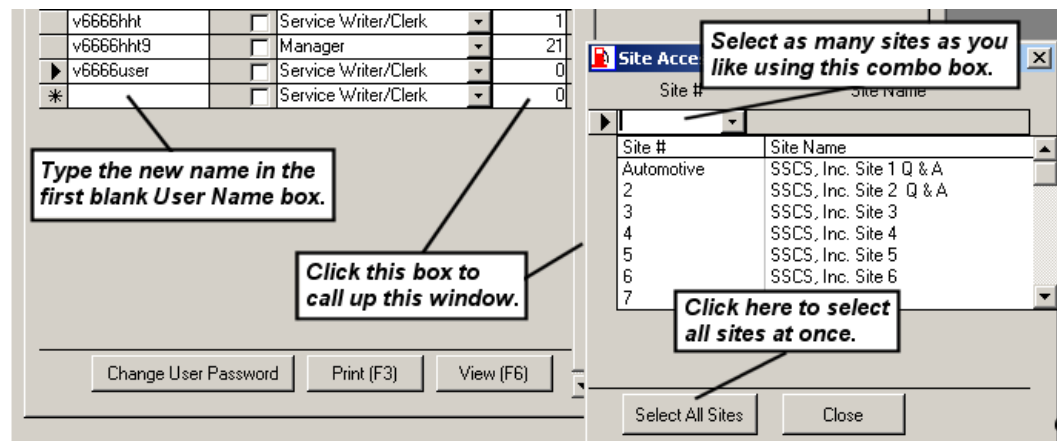 v6666hht Service Writer/Clerk 1
v6666hht9 Manager 21
v6666user Service Writer/Clerk 0
Service Writer/Clerk 0
Type the new name in the
first blank User Name box.
Click this box to
call up this window.
Change User Password Print (F3) View (F6)
Site Acce
Select as many sites as you
like using this combo box.
Site # Site Name
Site # Site Name
Automotive SSCS, Inc. Site 1 Q & A
2 SSCS, Inc. Site 2 Q & A
3 SSCS, Inc. Site 3
4 SSCS, Inc. Site 4
5 SSCS, Inc. Site 5
6 SSCS, Inc. Site 6
7
Click here to select
all sites at once.
Select All Sites Close